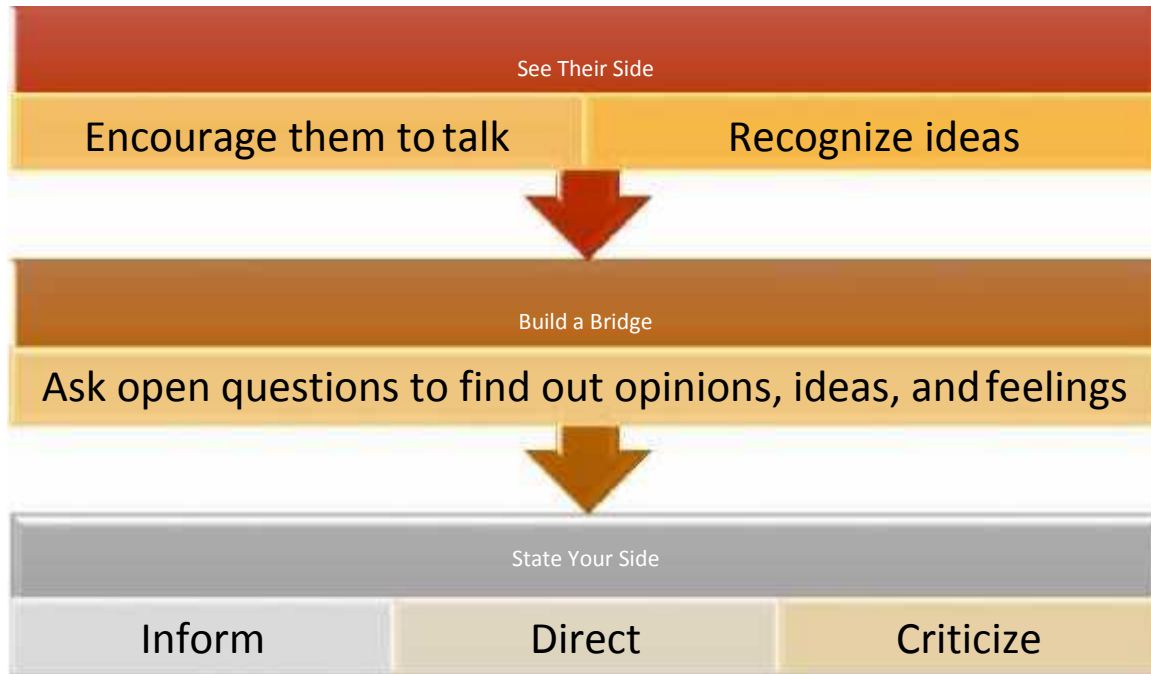 See Their Side
Encourage them to talk
Recognize ideas
Build a Bridge
Ask open questions to find out opinions, ideas, and feelings
State Your Side
Inform
Direct
Criticize